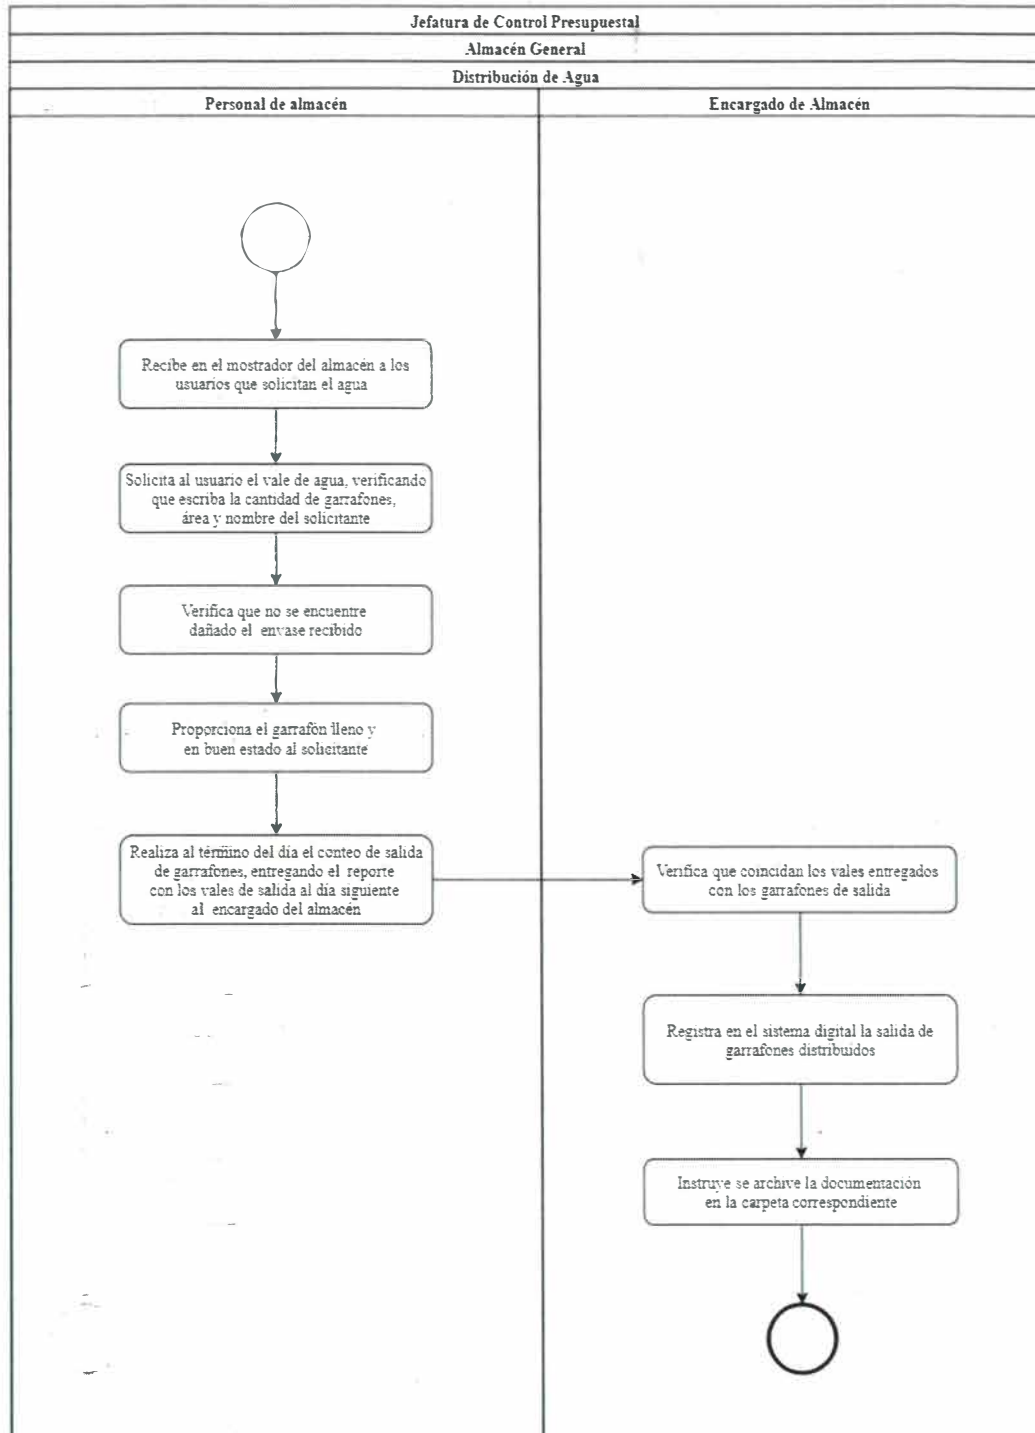 Jefatura de Control Presupuestal
Almacén General
Distribución de Agua
Personal de almacén
Encargado de Almacén
Recibe en el mostrador del almacén a los
usuarios que solicitan el agua
Solicita al usuario el vale de agua, verificando
que escriba la cantidad de garrafones,
área y nombre del solicitante
Verifica que no se encuentre
dañado el envase recibido
Proporciona el garrafón lleno y
en buen estado al solicitante
Realiza al término del día el conteo de salida
de garrafones, entregando el reporte
con los vales de salida al día siguiente
al encargado del almacén
Verifica que coincidan los vales entregados
con los garrafones de salida
Registra en el sistema digital la salida de
garrafones distribuidos
Instruye se archive la documentación
en la carpeta correspondiente